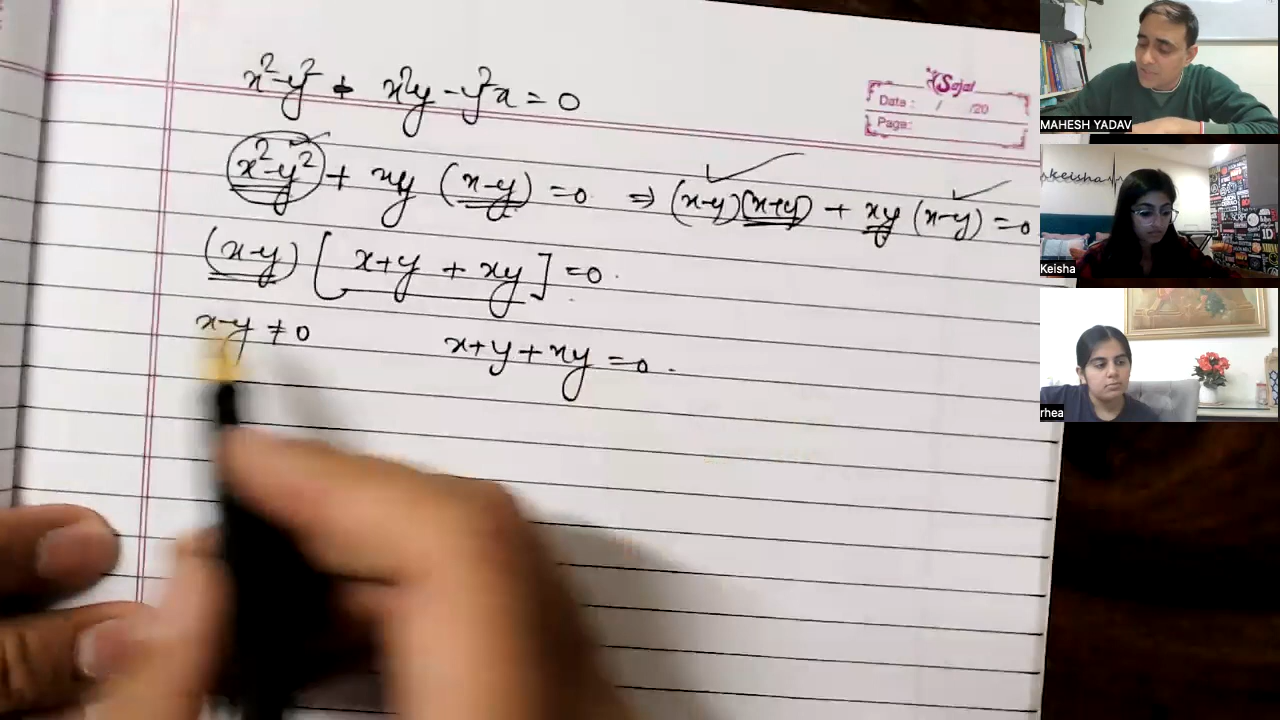 x² - y² + x²y - y²x = 0
Sojal
Date : / /20
Page:
x² - y² + xy (x-y) = 0 ⇒ (x-y)(x+y) + xy (x-y) = 0
(x-y) [ x+y + xy ] = 0.
x-y ≠ 0 x+y + xy = 0.
MAHESH YADAV
keisha
Keisha
rhea